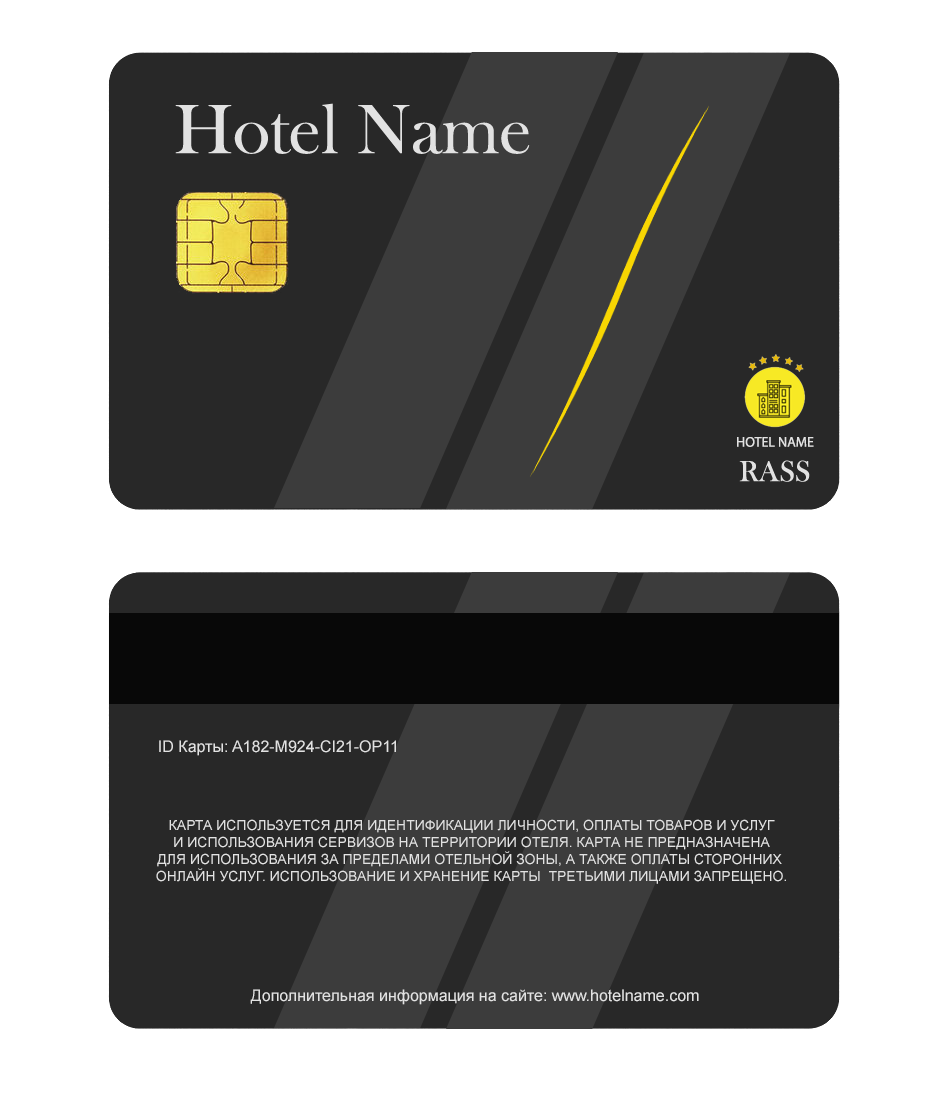 Hotel Name
HOTEL NAME
RASS
ID Карты: A182-M924-CI21-OP11
КАРТА ИСПОЛЬЗУЕТСЯ ДЛЯ ИДЕНТИФИКАЦИИ ЛИЧНОСТИ, ОПЛАТЫ ТОВАРОВ И УСЛУГ
И ИСПОЛЬЗОВАНИЯ СЕРВИЗОВ НА ТЕРРИТОРИИ ОТЕЛЯ. КАРТА НЕ ПРЕДНАЗНАЧЕНА
ДЛЯ ИСПОЛЬЗОВАНИЯ ЗА ПРЕДЕЛАМИ ОТЕЛЬНОЙ ЗОНЫ, А ТАКЖЕ ОПЛАТЫ СТОРОННИХ
ОНЛАЙН УСЛУГ. ИСПОЛЬЗОВАНИЕ И ХРАНЕНИЕ КАРТЫ  ТРЕТЬИМИ ЛИЦАМИ ЗАПРЕЩЕНО.
Дополнительная информация на сайте: www.hotelname.com